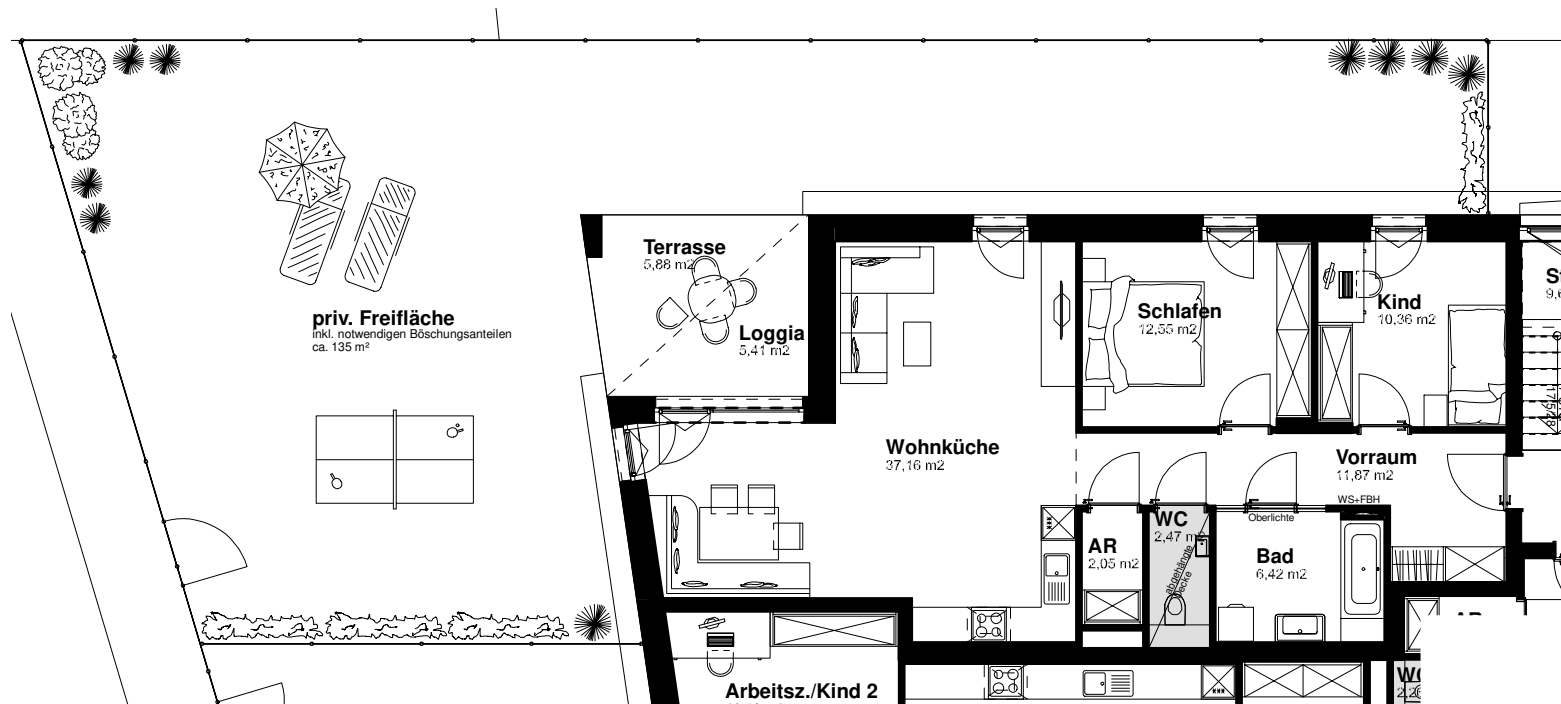 Terrasse
5,88 m2
Loggia
5,41 m2
priv. Freifläche
inkl. notwendigen Böschungsanteilen
ca. 135 m²
Schlafen
12,55 m2
Kind
10,36 m2
Wohnküche
37,16 m2
Vorraum
11,87 m2
WS+FBH
Oberlichte
WC
2,47 m2
abgehängte
Decke
AR
2,05 m2
Bad
6,42 m2
Arbeitsz./Kind 2